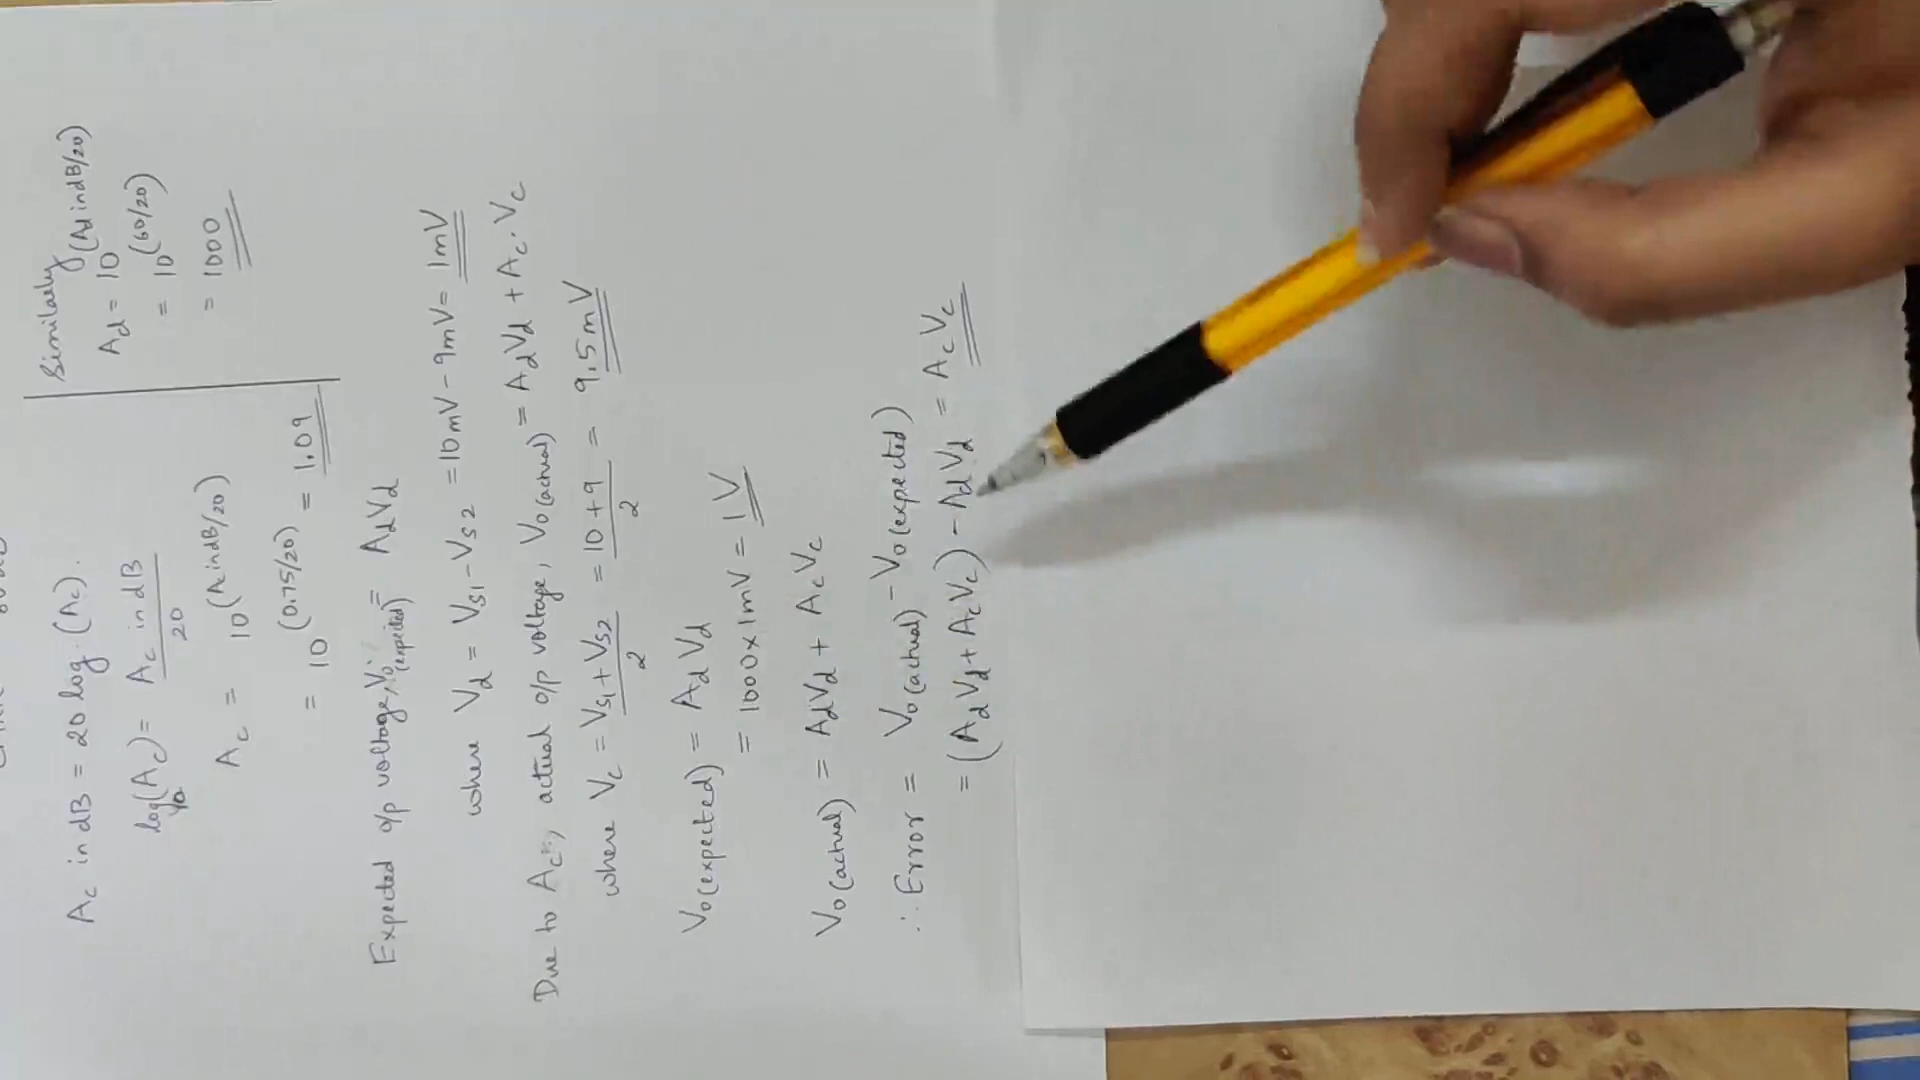 Ac in dB = 20 log (Ac).
log10(Ac) = Ac in dB / 20
Ac = 10^(Ac in dB/20)
= 10^(0.75/20) = 1.09
Similarly
Ad = 10^(Ad in dB/20)
= 10^(60/20)
= 1000
Expected o/p voltage, Vo(expected) = AdVd
where Vd = VS1 - VS2 = 10mV - 9mV = 1mV
Due to Ac, actual o/p voltage, Vo(actual) = AdVd + Ac.Vc
where Vc = VS1 + VS2 / 2 = 10 + 9 / 2 = 9.5mV
Vo(expected) = AdVd
= 1000 x 1mV = 1V
Vo(actual) = AdVd + AcVc
∴ Error = Vo(actual) - Vo(expected)
= (AdVd + AcVc) - AdVd = AcVc